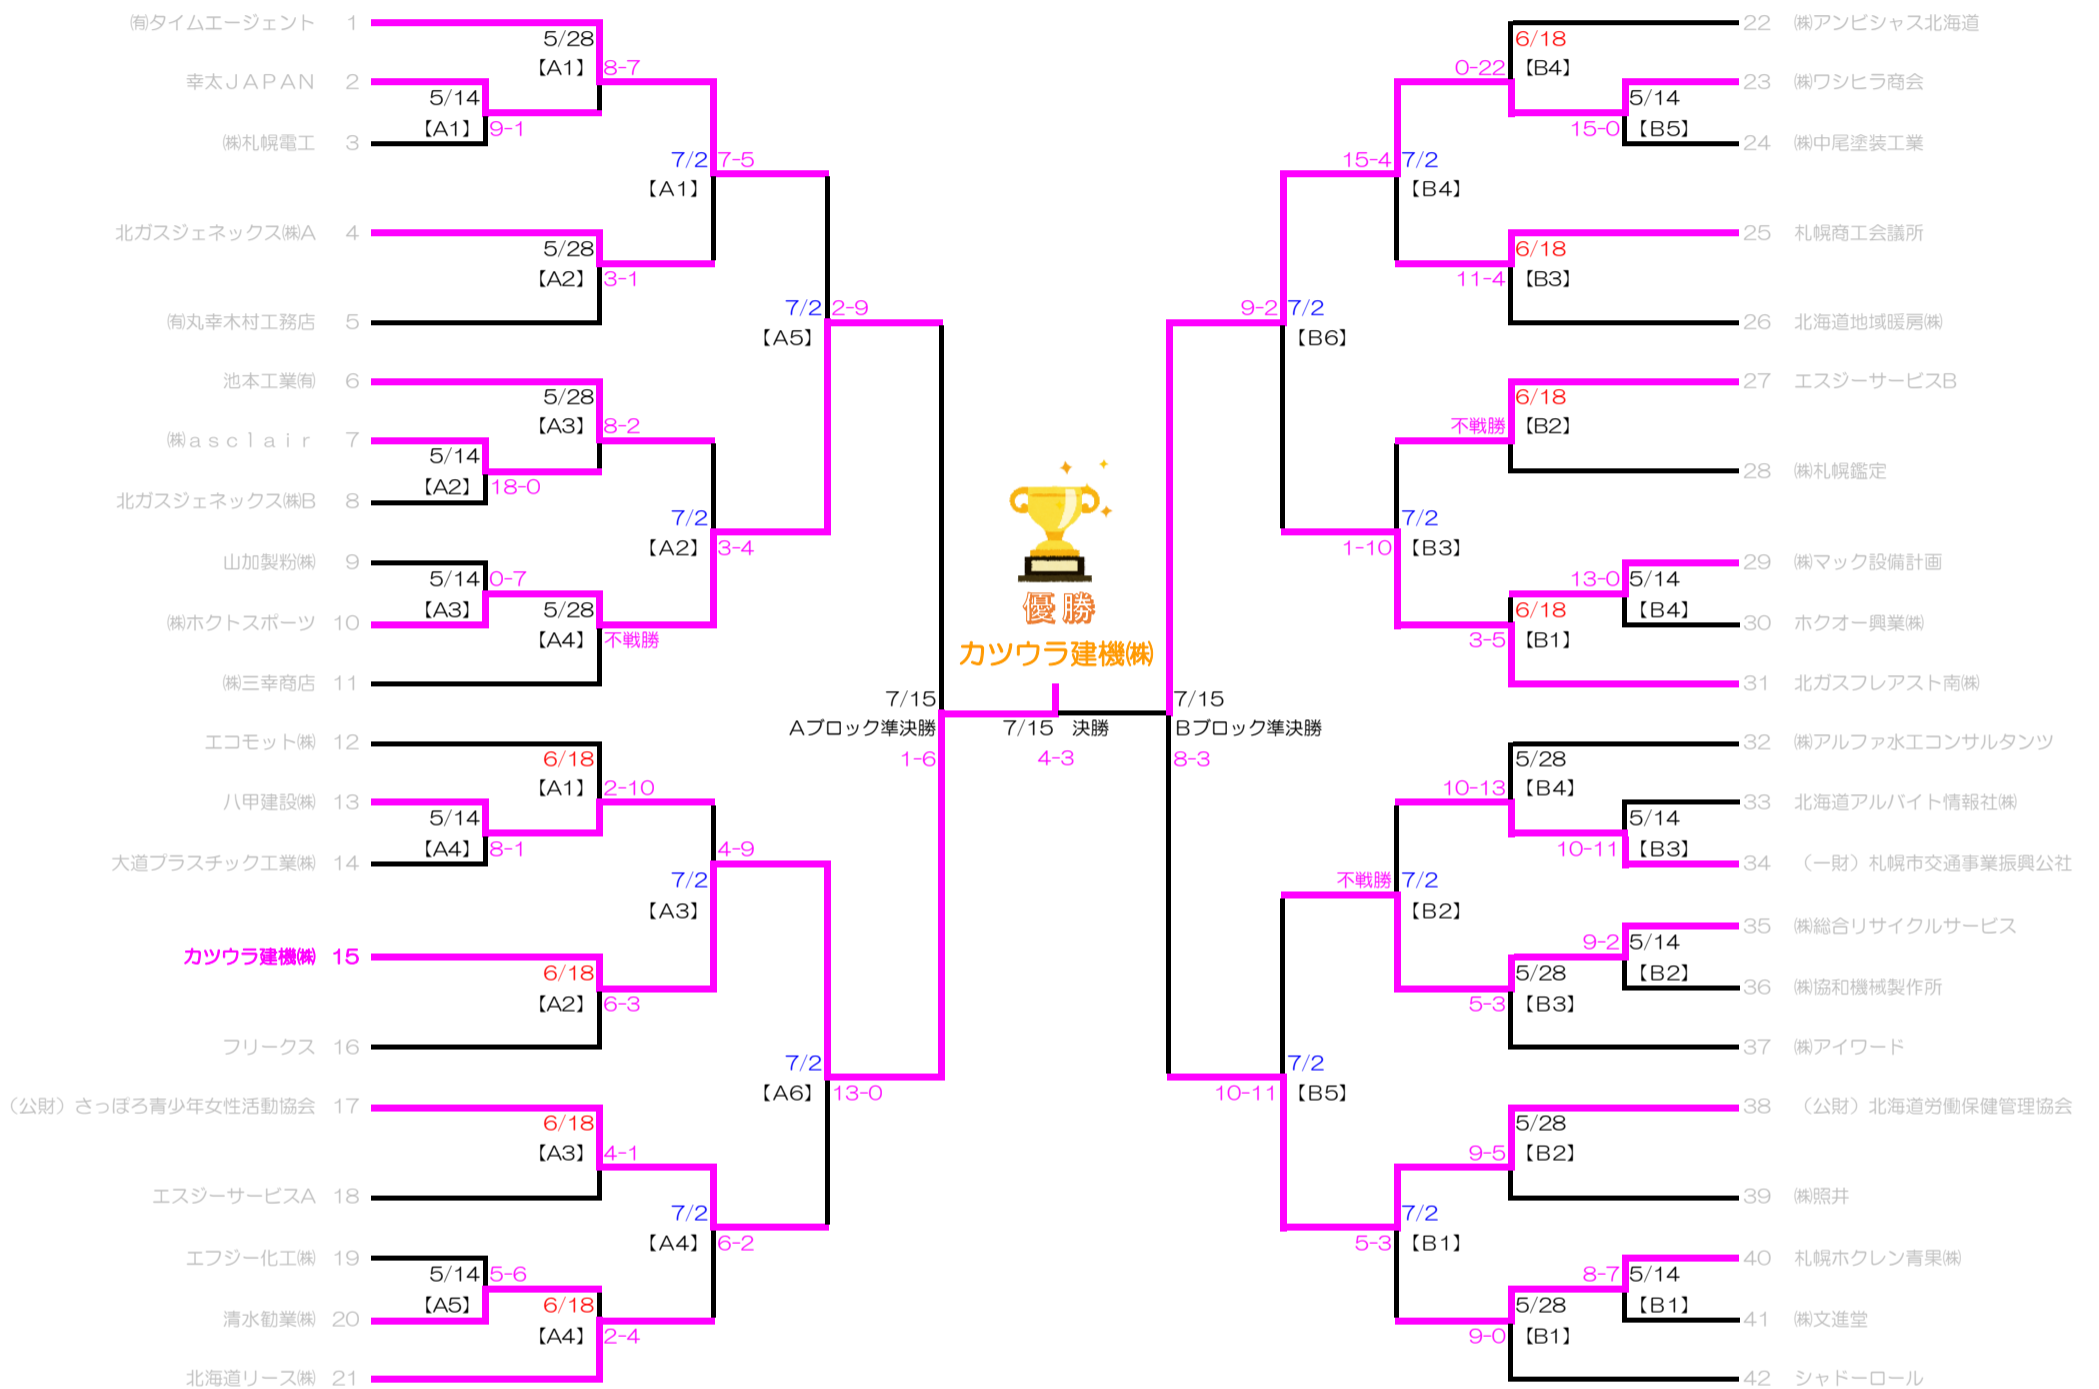 ㈲タイムエージェント 1
5/28
【A1】 8-7
幸太JAPAN 2
5/14
【A1】 9-1
㈱札幌電工 3
7/2 7-5
【A1】
北ガスジェネックス㈱A 4
5/28
【A2】 3-1
㈲丸幸木村工務店 5
7/2 2-9
【A5】
池本工業㈲ 6
5/28
【A3】 8-2
㈱asclair 7
5/14
【A2】 18-0
北ガスジェネックス㈱B 8
7/2
【A2】 3-4
山加製粉㈱ 9
5/14 0-7
【A3】
㈱ホクトスポーツ 10
5/28
【A4】 不戦勝
㈱三幸商店 11
7/15
Aブロック準決勝
1-6
エコモット㈱ 12
6/18
【A1】 2-10
八甲建設㈱ 13
5/14
【A4】 8-1
大道プラスチック工業㈱ 14
4-9
7/2
【A3】
カツウラ建機㈱ 15
6/18
【A2】 6-3
フリークス 16
7/2
【A6】 13-0
（公財）さっぽろ青少年女性活動協会 17
6/18
【A3】 4-1
エスジーサービスA 18
7/2
【A4】 6-2
エフジー化工㈱ 19
5/14 5-6
【A5】
清水勧業㈱ 20
6/18
【A4】 2-4
北海道リース㈱ 21
優勝
カツウラ建機㈱
7/15 決勝
4-3
22 ㈱アンビシャス北海道
6/18
0-22 【B4】
23 ㈱ワシヒラ商会
5/14
15-0 【B5】
24 ㈱中尾塗装工業
15-4 7/2
【B4】
25 札幌商工会議所
6/18
11-4 【B3】
26 北海道地域暖房㈱
9-2 7/2
【B6】
27 エスジーサービスB
6/18
不戦勝 【B2】
28 ㈱札幌鑑定
7/2
1-10 【B3】
29 ㈱マック設備計画
13-0 5/14
【B4】
30 ホクオー興業㈱
6/18
3-5 【B1】
31 北ガスフレアスト南㈱
7/15
Bブロック準決勝
8-3
32 ㈱アルファ水工コンサルタンツ
5/28
10-13 【B4】
33 北海道アルバイト情報社㈱
5/14
10-11 【B3】
34 （一財）札幌市交通事業振興公社
不戦勝 7/2
【B2】
35 ㈱総合リサイクルサービス
9-2 5/14
【B2】
36 ㈱協和機械製作所
5/28
5-3 【B3】
37 ㈱アイワード
7/2
10-11 【B5】
38 （公財）北海道労働保健管理協会
5/28
9-5 【B2】
39 ㈱照井
7/2
5-3 【B1】
40 札幌ホクレン青果㈱
8-7 5/14
【B1】
41 ㈱文進堂
5/28
9-0 【B1】
42 シャドーロール